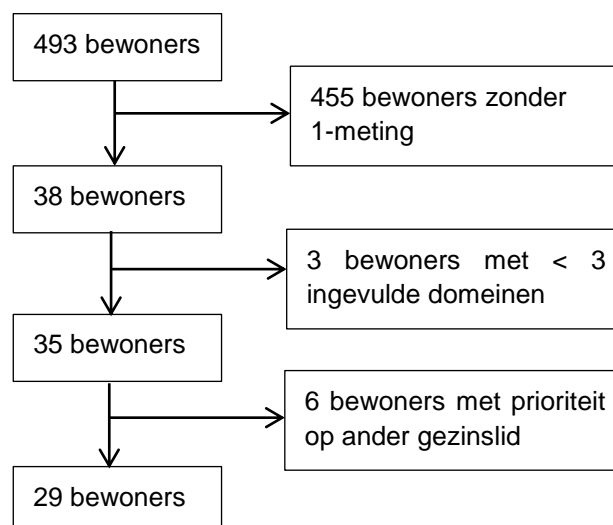 493 bewoners
455 bewoners zonder
1-meting
38 bewoners
3 bewoners met < 3
ingevulde domeinen
35 bewoners
6 bewoners met prioriteit
op ander gezinslid
29 bewoners